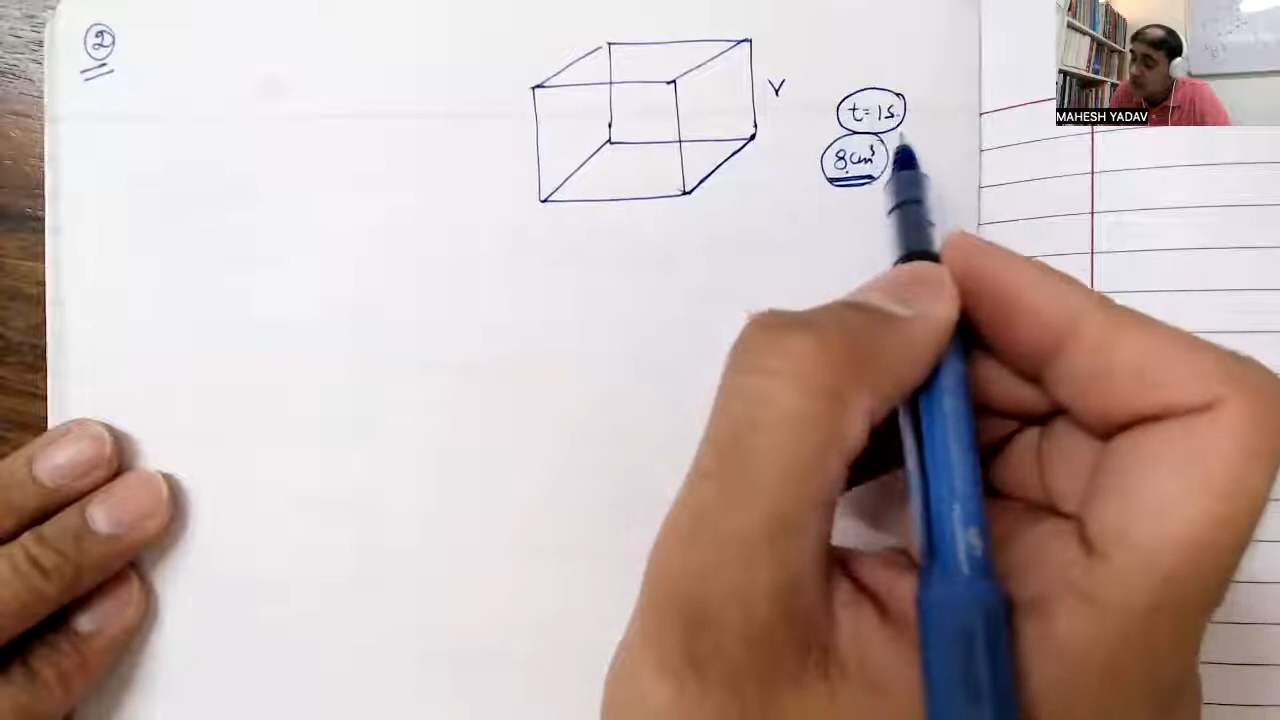 ②
V
t=1s.
8cm³
MAHESH YADAV